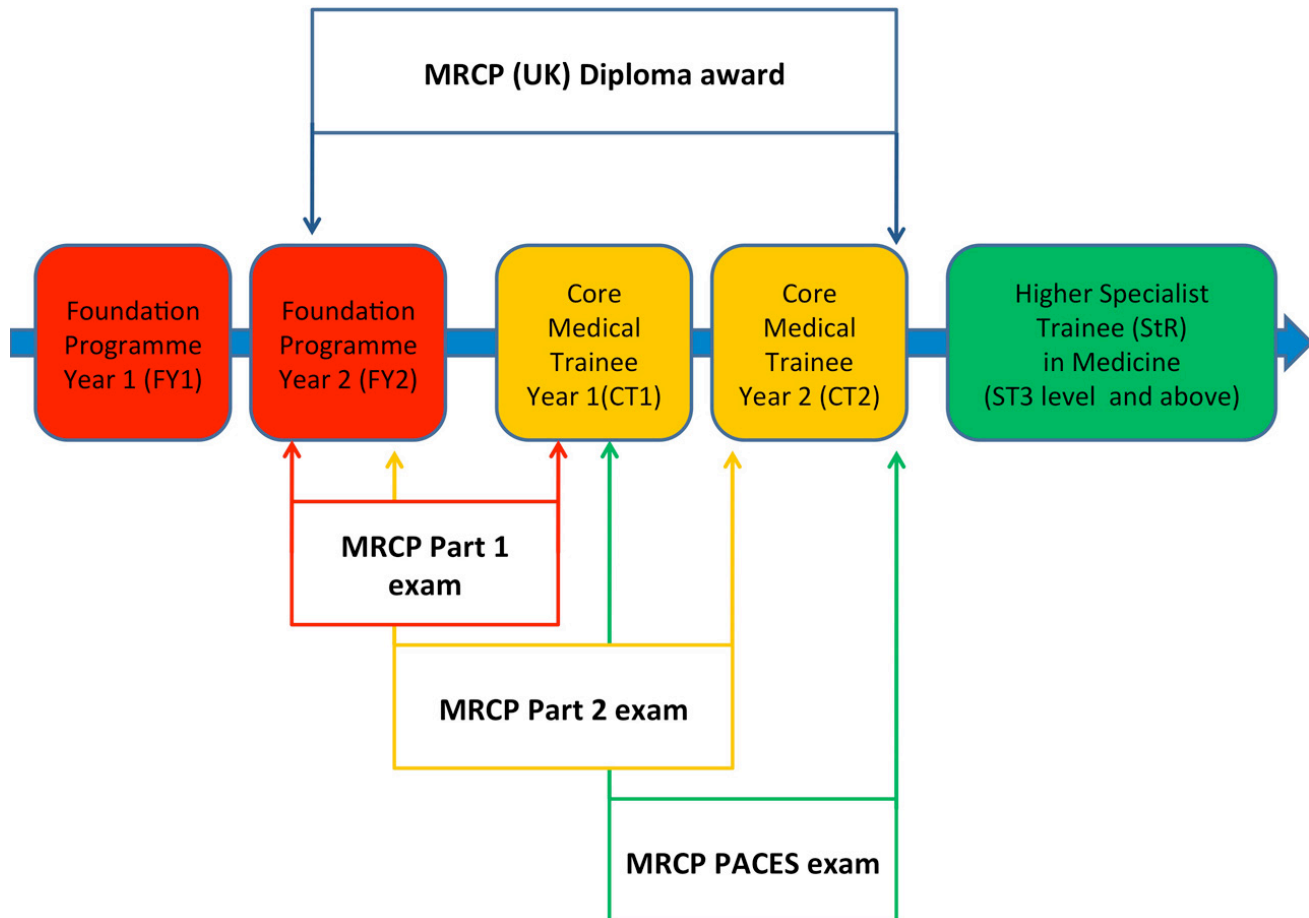 MRCP (UK) Diploma award
Foundation
Programme
Year 1 (FY1)
Foundation
Programme
Year 2 (FY2)
Core
Medical
Trainee
Year 1(CT1)
Core
Medical
Trainee
Year 2 (CT2)
Higher Specialist
Trainee (StR)
in Medicine
(ST3 level and above)
MRCP Part 1
exam
MRCP Part 2 exam
MRCP PACES exam